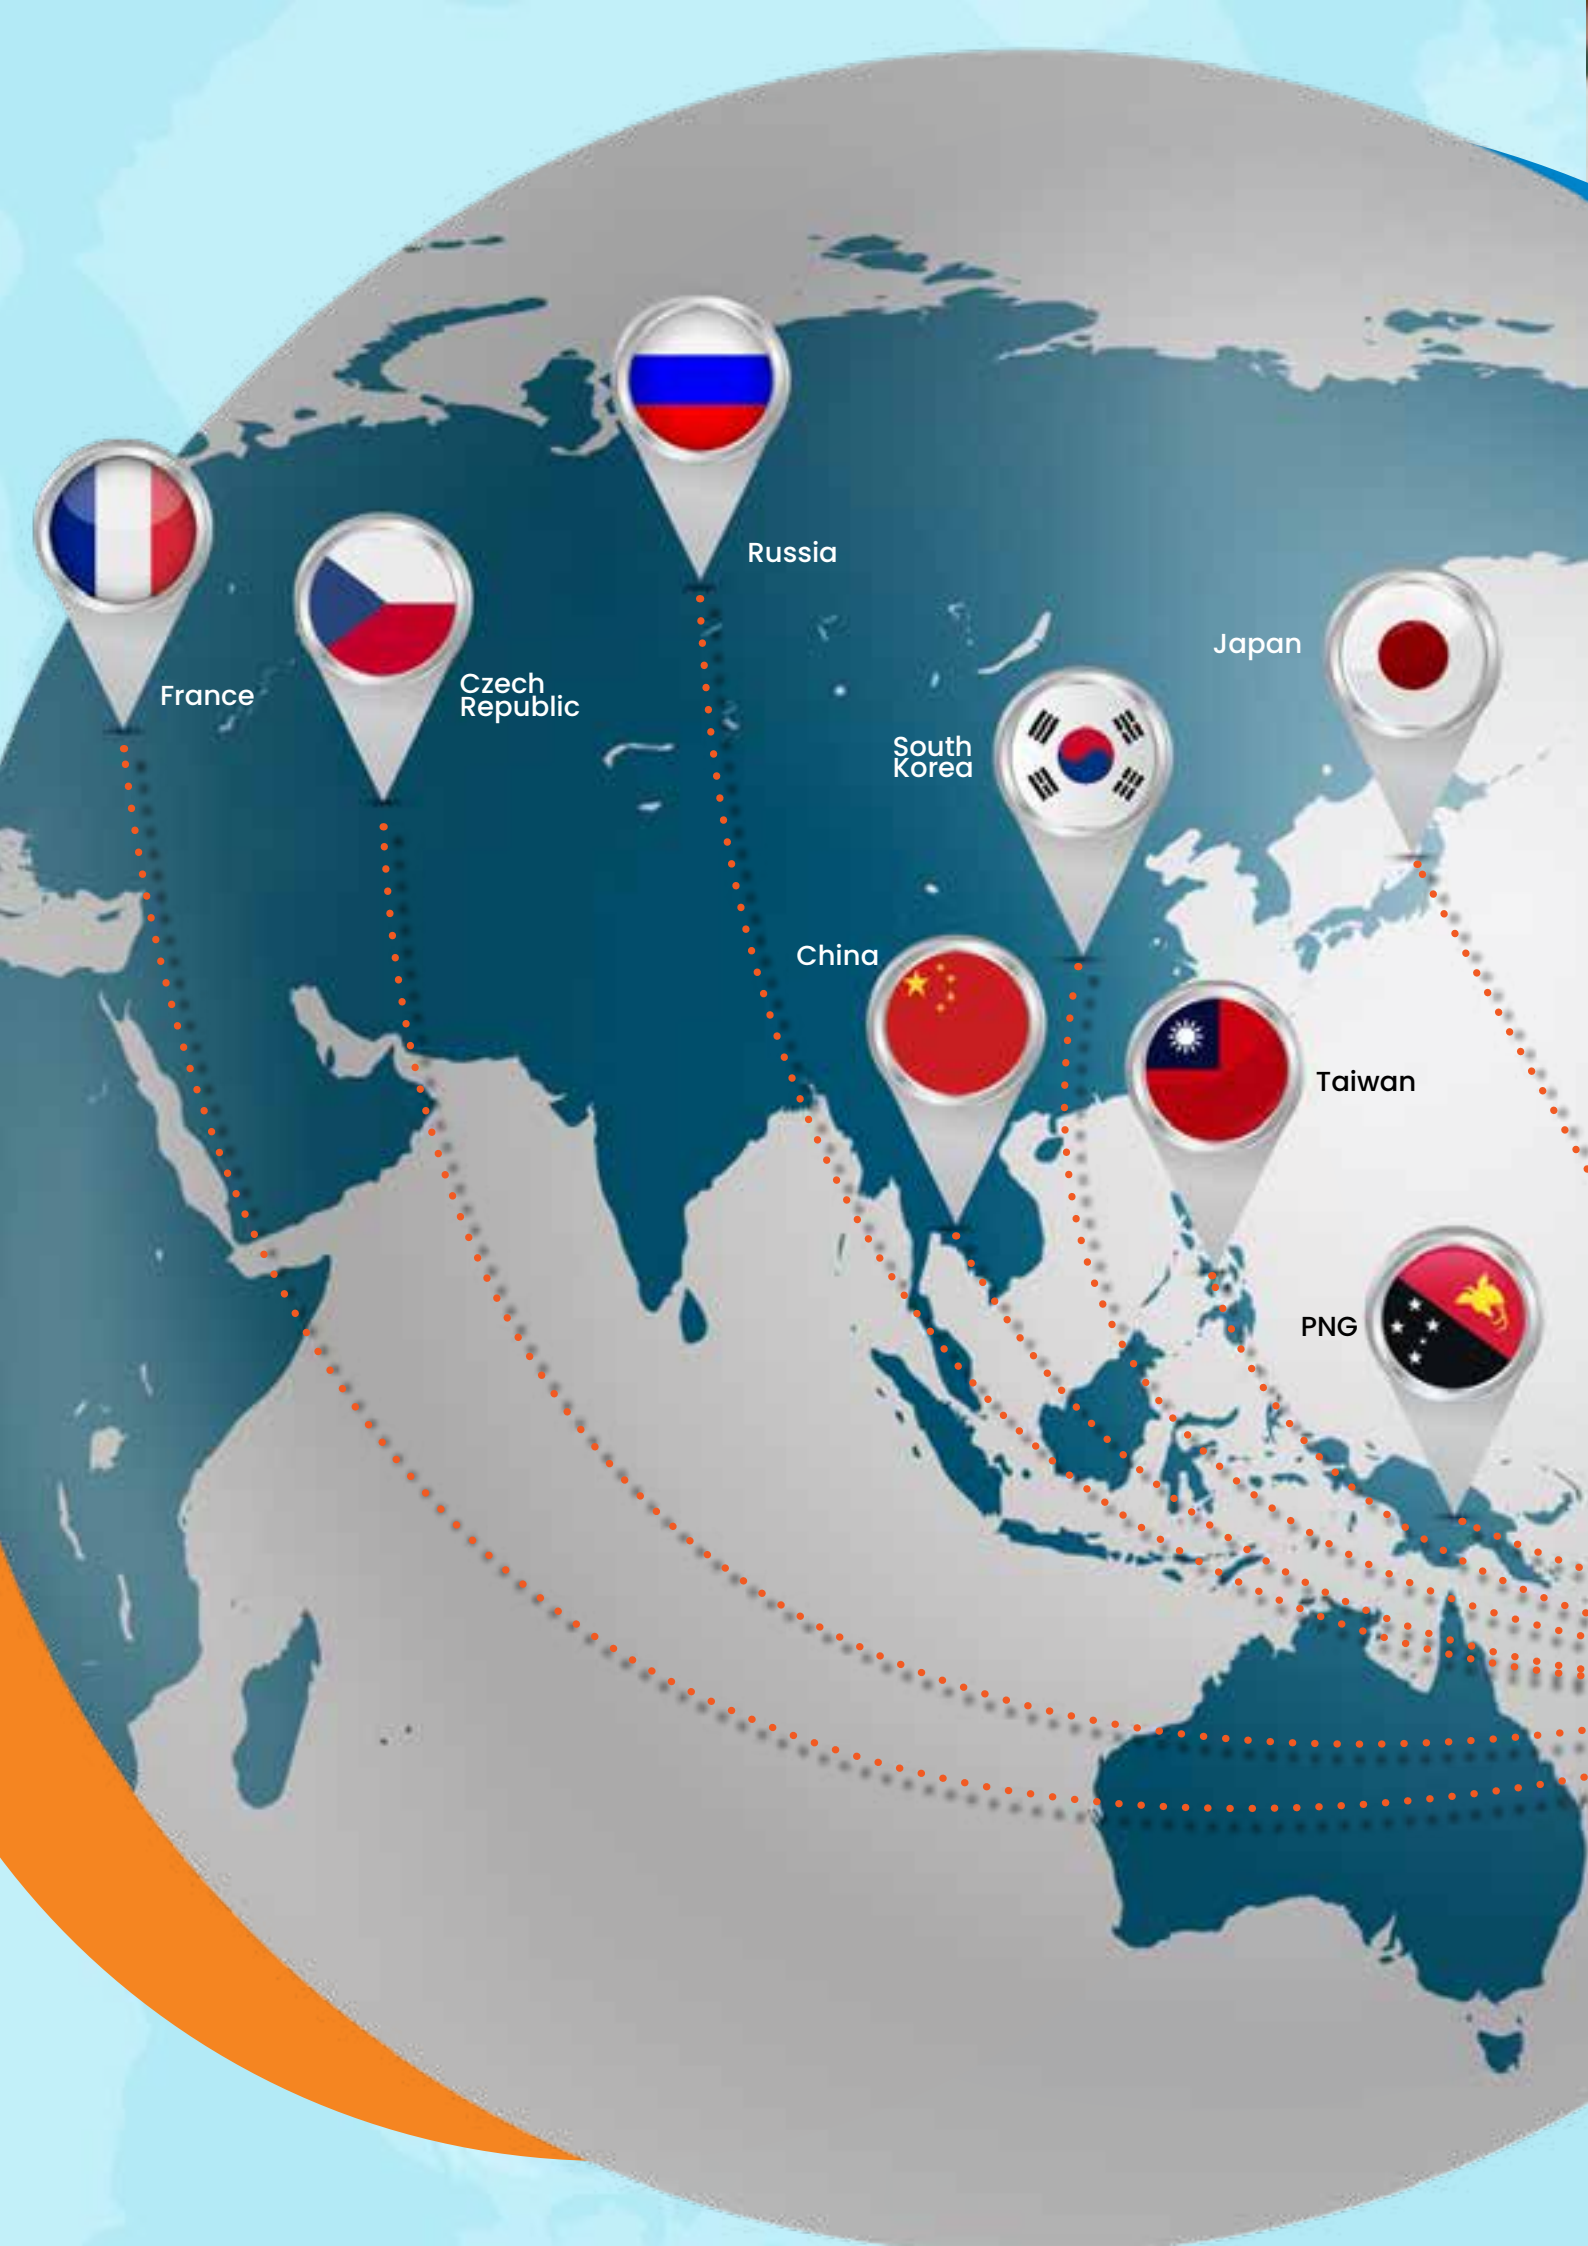 Russia
Japan
France
Czech
Republic
South
Korea
China
Taiwan
PNG